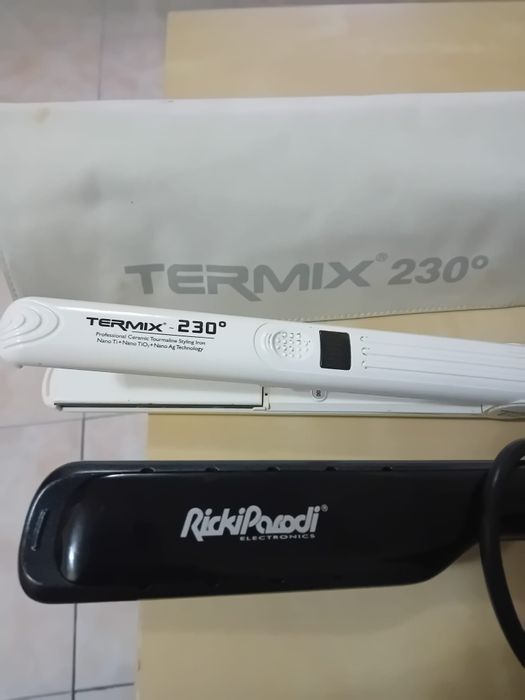 TERMIX® 230°
TERMIX®-230°
Professional Ceramic Tourmaline Styling Iron
Nano Ti+Nano TiO₂+Nano Ag Technology
RickiParodi®
ELECTRONICS